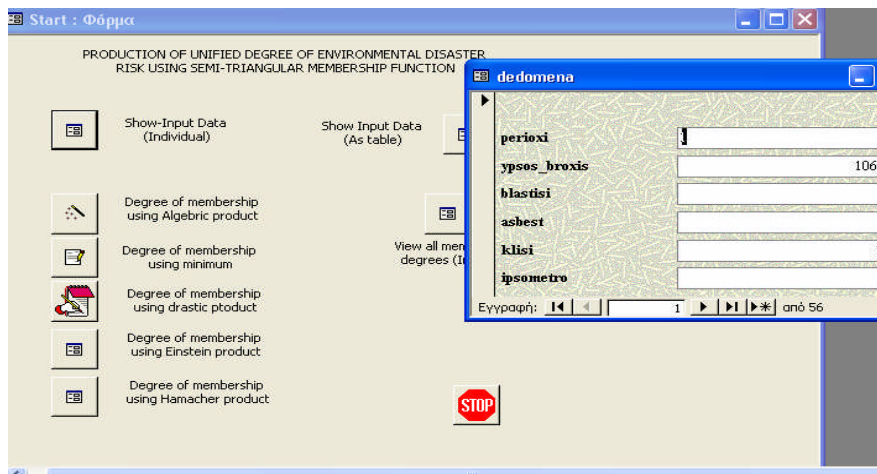 Start : Φόρμα
PRODUCTION OF UNIFIED DEGREE OF ENVIRONMENTAL DISASTER
RISK USING SEMI-TRIANGULAR MEMBERSHIP FUNCTION
Show-Input Data
(Individual)
Show Input Data
(As table)
Degree of membership
using Algebric product
Degree of membership
using minimum
View all
degrees
Degree of membership
using drastic ptoduct
Degree of membership
using Einstein product
Degree of membership
using Hamacher product
STOP
dedomena
perioxi
ypsos_broxis 106
blastisi
asbest
klisi
ipsometro
Εγγραφή: 1 από 56